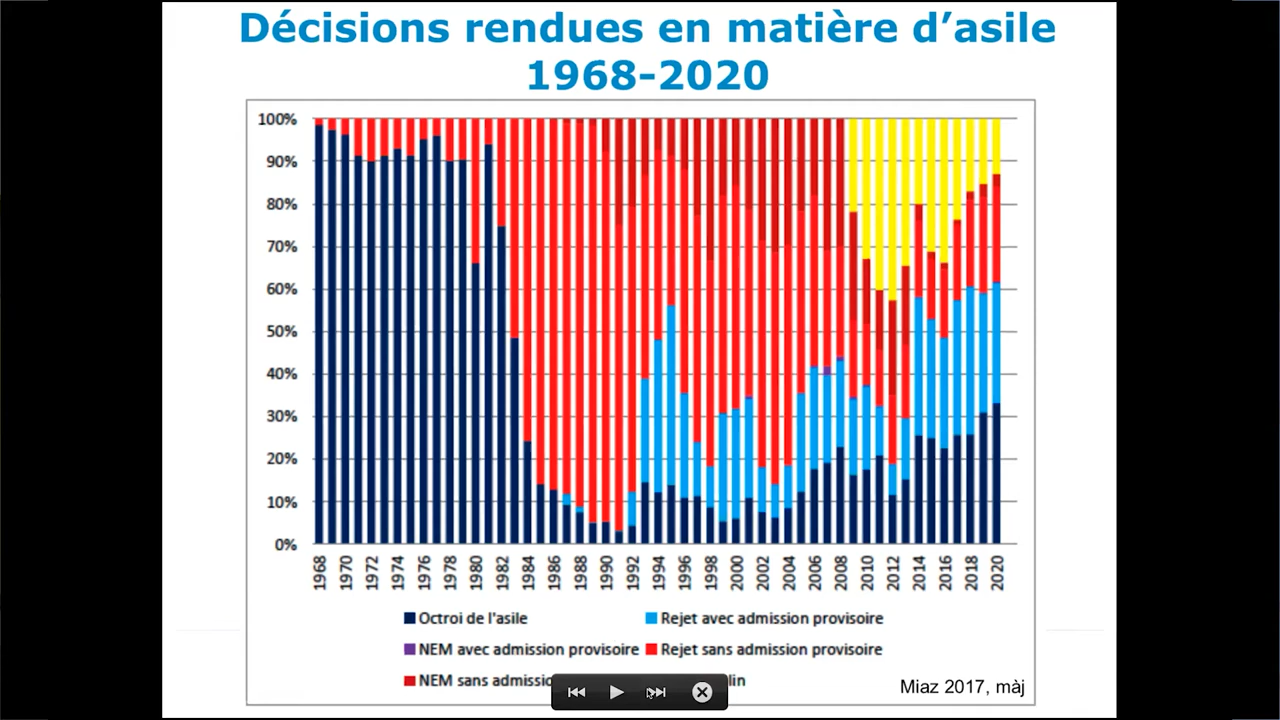 Décisions rendues en matière d’asile
1968-2020
100%
90%
80%
70%
60%
50%
40%
30%
20%
10%
0%
1968 1970 1972 1974 1976 1978 1980 1982 1984 1986 1988 1990 1992 1994 1996 1998 2000 2002 2004 2006 2008 2010 2012 2014 2016 2018 2020
Octroi de l'asile Rejet avec admission provisoire
NEM avec admission provisoire Rejet sans admission provisoire
NEM sans
Miaz 2017, màj